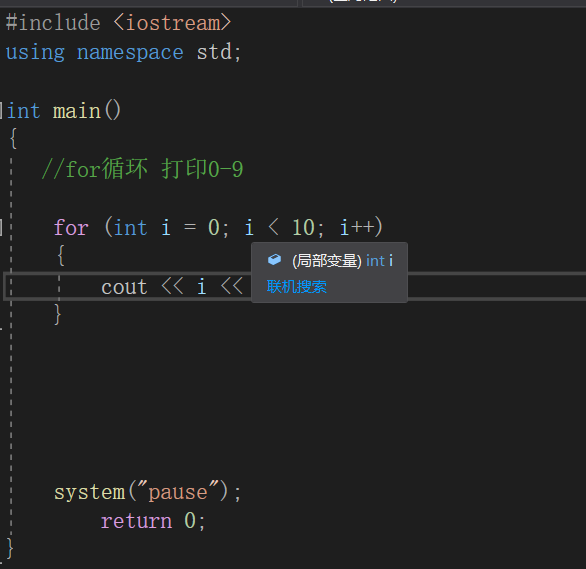 #include <iostream>
using namespace std;
int main()
{
//for循环 打印0-9
for (int i = 0; i < 10; i++)
{
(局部变量) int i
cout << i <<
联机搜索
}
system("pause");
return 0;
}